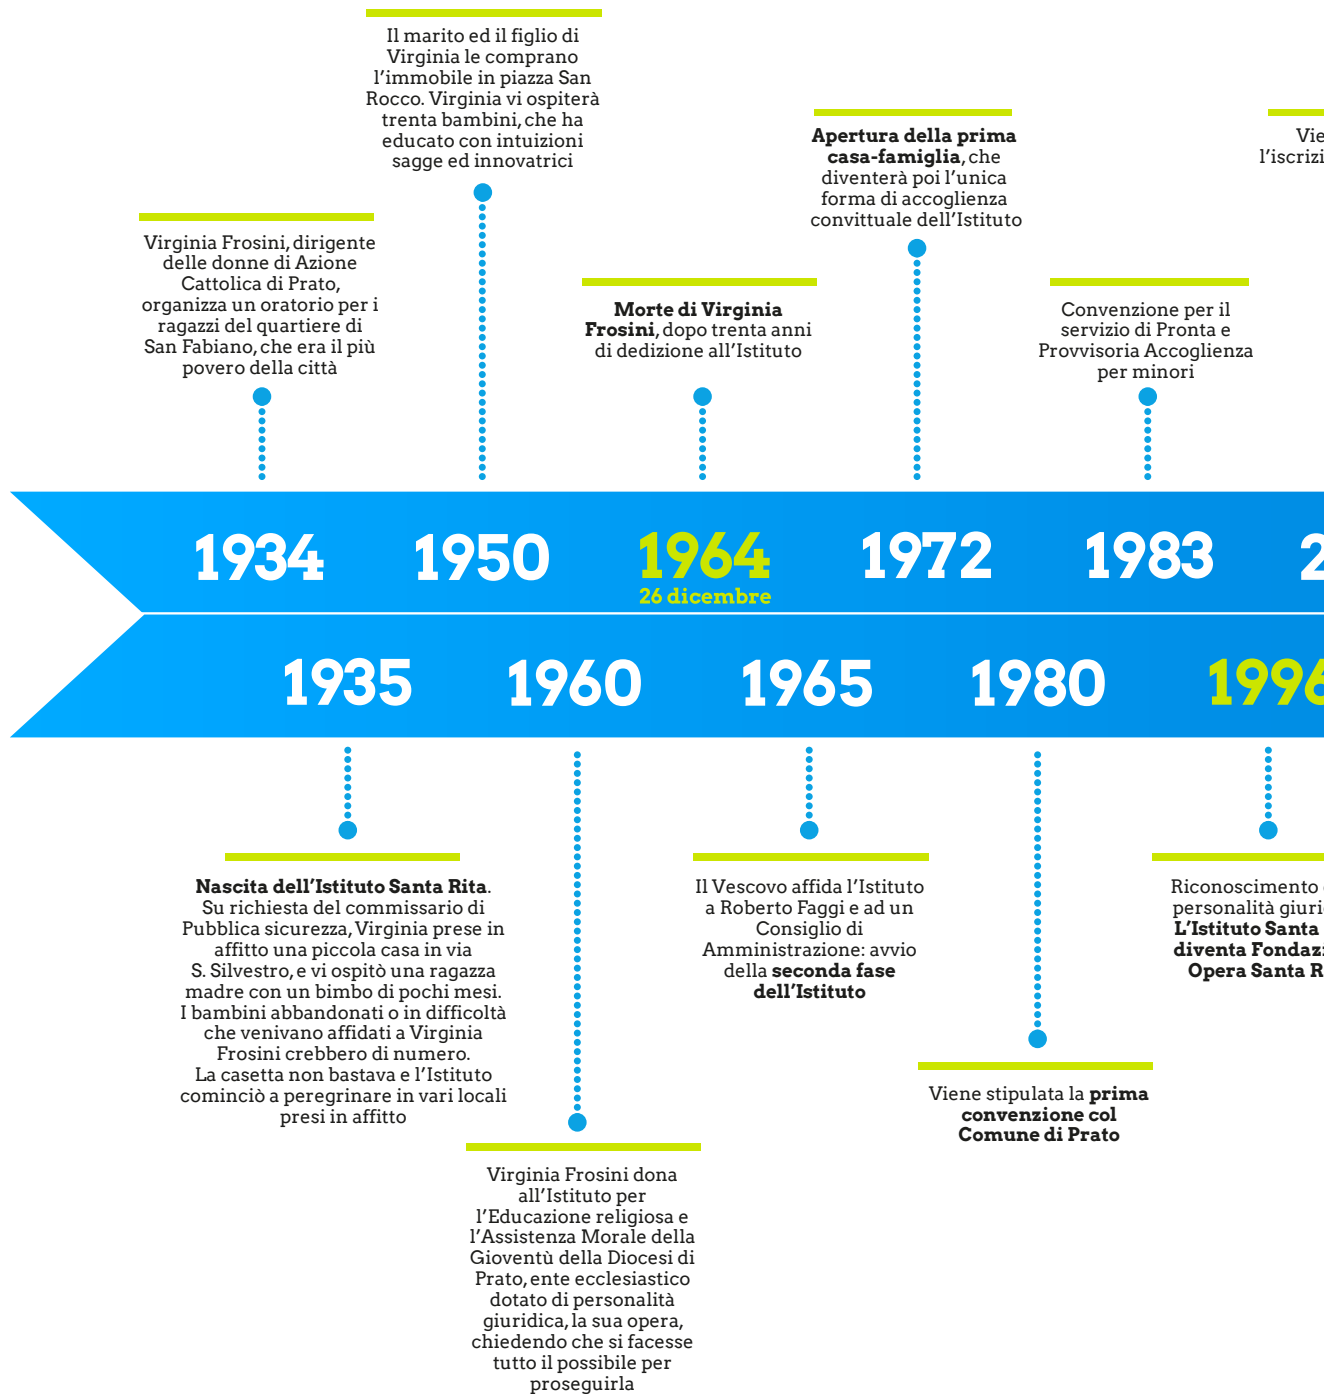 Il marito ed il figlio di
Virginia le comprano
l'immobile in piazza San
Rocco. Virginia vi ospiterà
trenta bambini, che ha
educato con intuizioni
sagge ed innovatrici
Apertura della prima
casa-famiglia, che
diventerà poi l'unica
forma di accoglienza
convittuale dell'Istituto
Virginia Frosini, dirigente
delle donne di Azione
Cattolica di Prato,
organizza un oratorio per i
ragazzi del quartiere di
San Fabiano, che era il più
povero della città
Morte di Virginia
Frosini, dopo trenta anni
di dedizione all'Istituto
Convenzione per il
servizio di Pronta e
Provvisoria Accoglienza
per minori
1934 1950 1964 1972 1983 2
26 dicembre
1935 1960 1965 1980 1996
Nascita dell'Istituto Santa Rita.
Su richiesta del commissario di
Pubblica sicurezza, Virginia prese in
affitto una piccola casa in via
S. Silvestro, e vi ospitò una ragazza
madre con un bimbo di pochi mesi.
I bambini abbandonati o in difficoltà
che venivano affidati a Virginia
Frosini crebbero di numero.
La casetta non bastava e l'Istituto
cominciò a peregrinare in vari locali
presi in affitto
Il Vescovo affida l'Istituto
a Roberto Faggi e ad un
Consiglio di
Amministrazione: avvio
della seconda fase
dell'Istituto
Riconoscimento
personalità
L'Istituto Santa
diventa
Opera Santa
Viene stipulata la prima
convenzione col
Comune di Prato
Virginia Frosini dona
all'Istituto per
l'Educazione religiosa e
l'Assistenza Morale della
Gioventù della Diocesi di
Prato, ente ecclesiastico
dotato di personalità
giuridica, la sua opera,
chiedendo che si facesse
tutto il possibile per
proseguirla